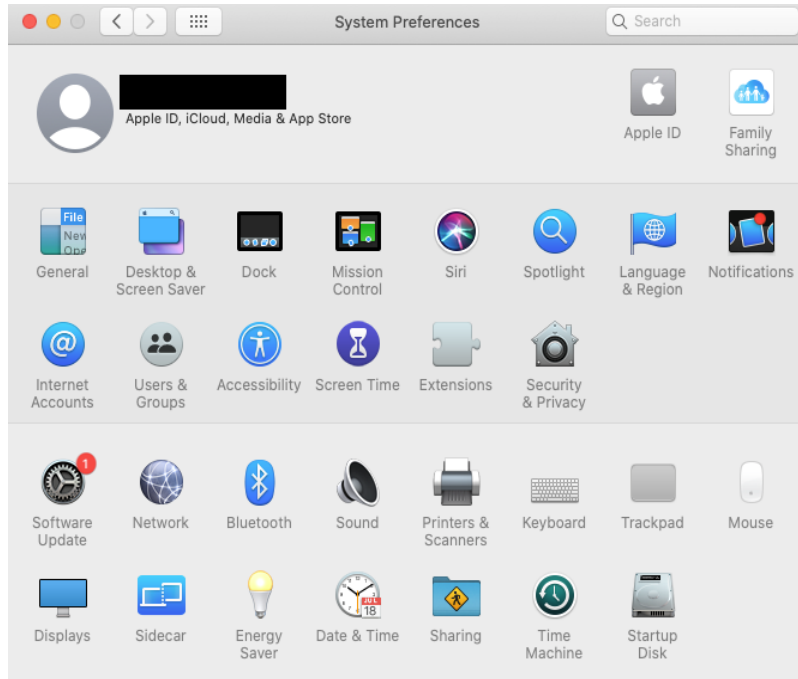 System Preferences
Search
Apple ID, iCloud, Media & App Store
Apple ID
Family
Sharing
File
New
Ope
General
Desktop &
Screen Saver
Dock
Mission
Control
Siri
Spotlight
Language
& Region
Notifications
@
Internet
Accounts
Users &
Groups
Accessibility
Screen Time
Extensions
Security
& Privacy
1
Software
Update
Network
Bluetooth
Sound
Printers &
Scanners
Keyboard
Trackpad
Mouse
Displays
Sidecar
Energy
Saver
JUL
18
Date & Time
Sharing
Time
Machine
Startup
Disk